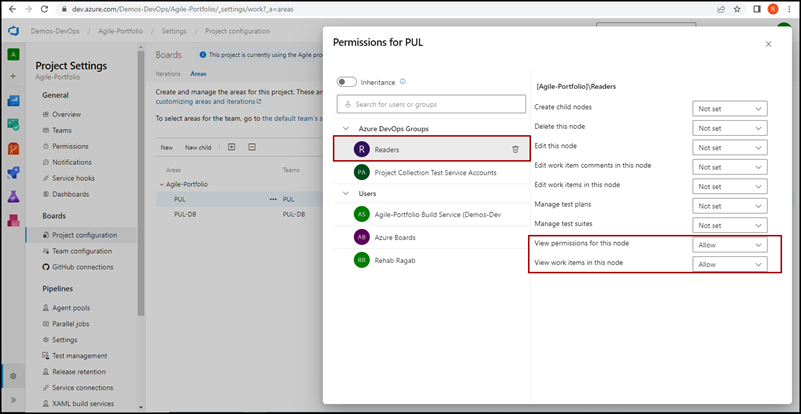 dev.azure.com/Demos-DevOps/Agile-Portfolio/_settings/work?_a=areas
R
Demos-DevOps / Agile-Portfolio / Settings / Project configuration
A
Project Settings
Agile-Portfolio
General
Overview
Teams
Permissions
Notifications
Service hooks
Dashboards
Boards
Project configuration
Team configuration
GitHub connections
Pipelines
Agent pools
Parallel jobs
Settings
Test management
Release retention
Service connections
XAML build services
Boards
This project is currently using the Agile pro
Iterations Areas
Create and manage the areas for this project. These are
customizing areas and iterations
To select areas for the team, go to the default team's s
New New child
Areas Teams
Agile-Portfolio
PUL ••• PUL
PUL-DB PUL-DB
Permissions for PUL
Inheritance
Search for users or groups
Azure DevOps Groups
R Readers
PA Project Collection Test Service Accounts
Users
AS Agile-Portfolio Build Service (Demos-Dev
AB Azure Boards
RR Rehab Ragab
[Agile-Portfolio]\Readers
Create child nodes Not set
Delete this node Not set
Edit this node Not set
Edit work item comments in this node Not set
Edit work items in this node Not set
Manage test plans Not set
Manage test suites Not set
View permissions for this node Allow
View work items in this node Allow